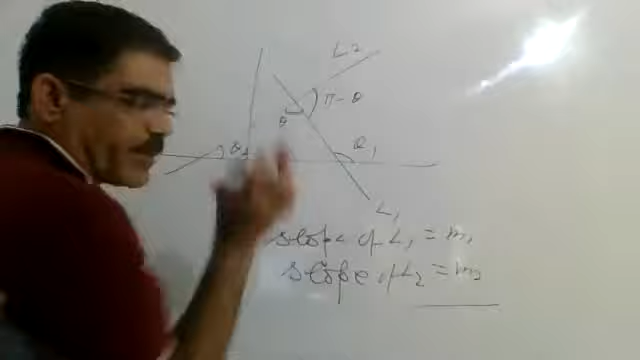 L2
π - θ
θ
θ2
θ1
L1
slope of L1 = m1
slope of L2 = m2